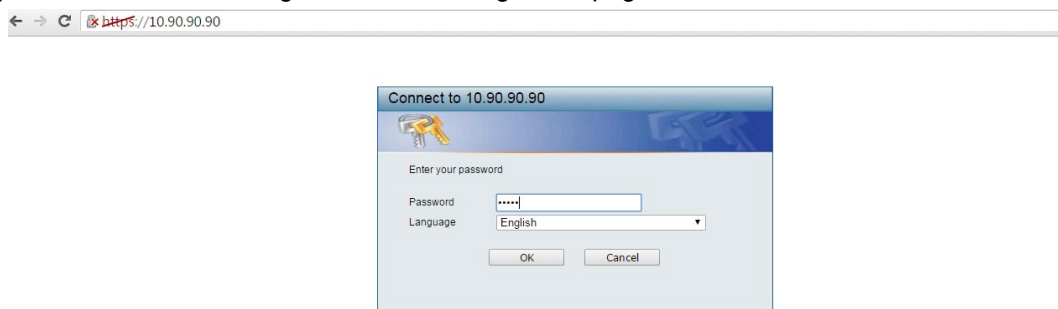 https://10.90.90.90
Connect to 10.90.90.90
Enter your password
Password •••••
Language English
OK Cancel